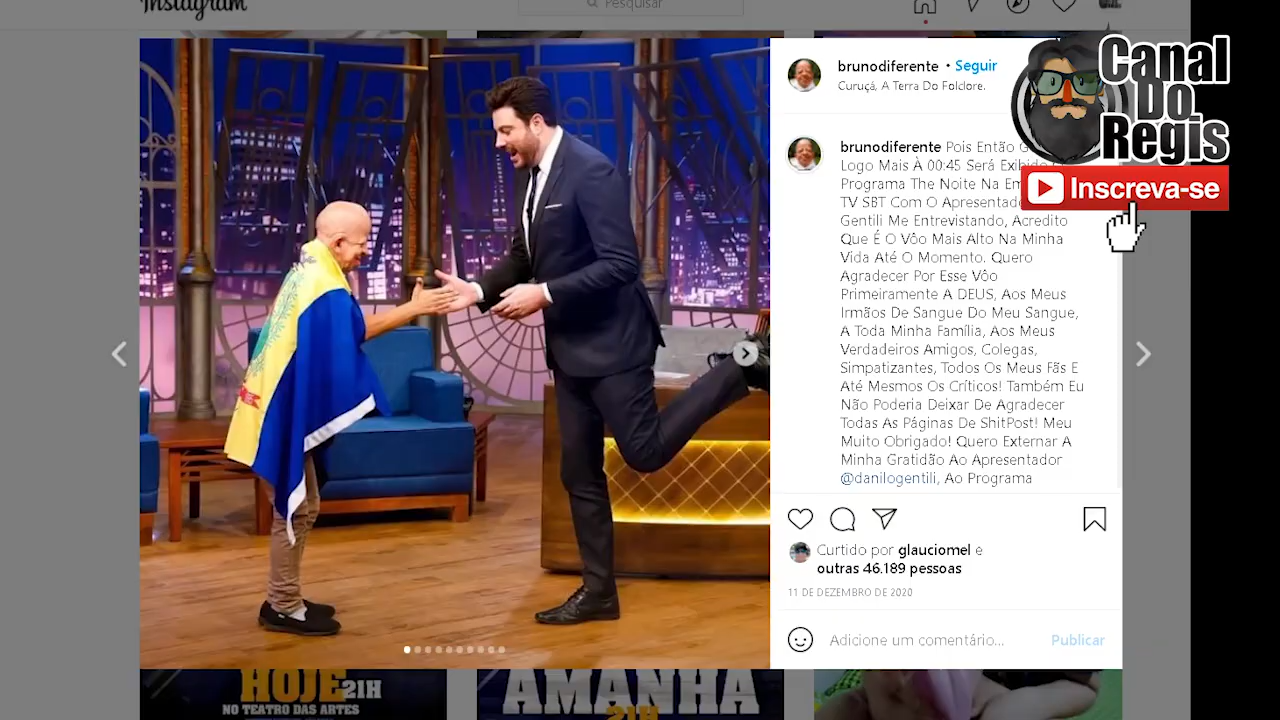 Instagram
Pesquisar
brunodiferente • Seguir
Curuçá, A Terra Do Folclore.
Canal
Do
Regis
Inscreva-se
brunodiferente Pois Então
Logo Mais À 00:45 Será
Programa The Noite Na
TV SBT Com O
Gentili Me Entrevistando, Acredito
Que É O Vôo Mais Alto Na Minha
Vida Até O Momento. Quero
Agradecer Por Esse Vôo
Primeiramente A DEUS, Aos Meus
Irmãos De Sangue Do Meu Sangue,
A Toda Minha Família, Aos Meus
Verdadeiros Amigos, Colegas,
Simpatizantes, Todos Os Meus Fãs E
Até Mesmos Os Críticos! Também Eu
Não Poderia Deixar De Agradecer
Todas As Páginas De ShitPost! Meu
Muito Obrigado! Quero Externar A
Minha Gratidão Ao Apresentador
@danilogentili, Ao Programa
Curtido por glauciomel e
outras 46.189 pessoas
11 DE DEZEMBRO DE 2020
Adicione um comentário... Publicar
HOJE 21H
NO TEATRO DAS ARTES
AMANHÃ
21H